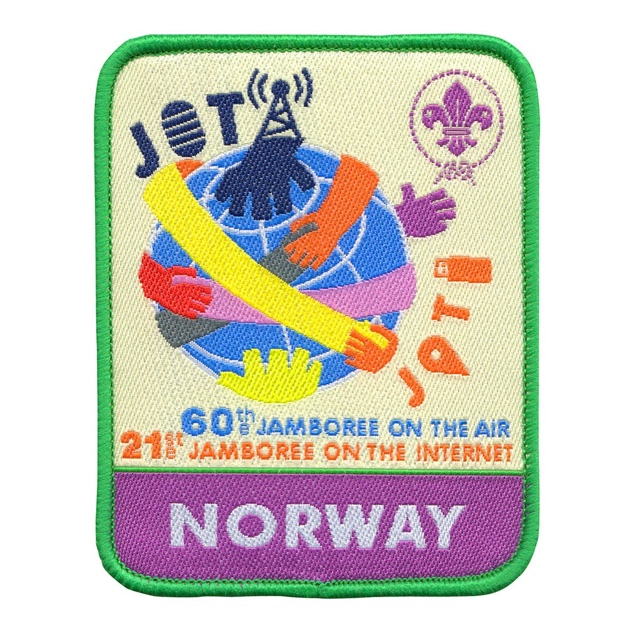 JOTA
JOTI
60th e JAMBOREE ON THE AIR
21st e JAMBOREE ON THE INTERNET
NORWAY